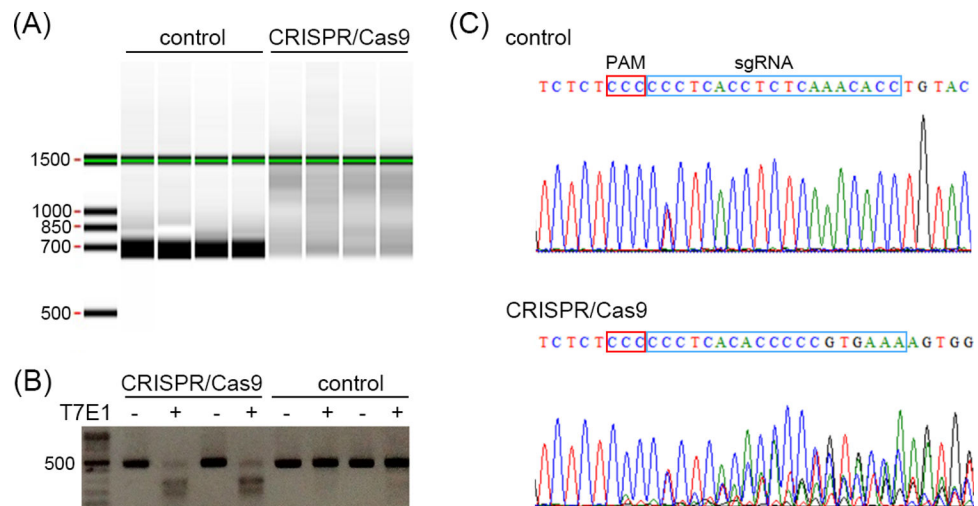 (A)
control CRISPR/Cas9
1500
1000
850
700
500
(B)
CRISPR/Cas9 control
T7E1 - + - + - + - +
500
(C)
control
PAM sgRNA
TCTCTCCCCCCTCACCTCTCAAACACCTGTAC
CRISPR/Cas9
TCTCTCCCCCCTCACACCCCCGTGAAAAGTGG